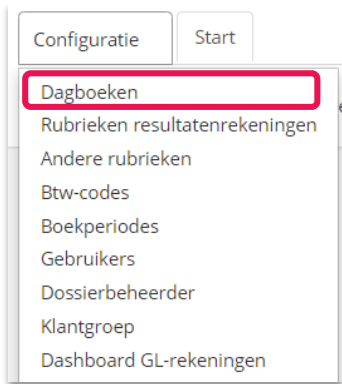 Configuratie Start
Dagboeken
Rubrieken resultatenrekeningen
Andere rubrieken
Btw-codes
Boekperiodes
Gebruikers
Dossierbeheerder
Klantgroep
Dashboard GL-rekeningen